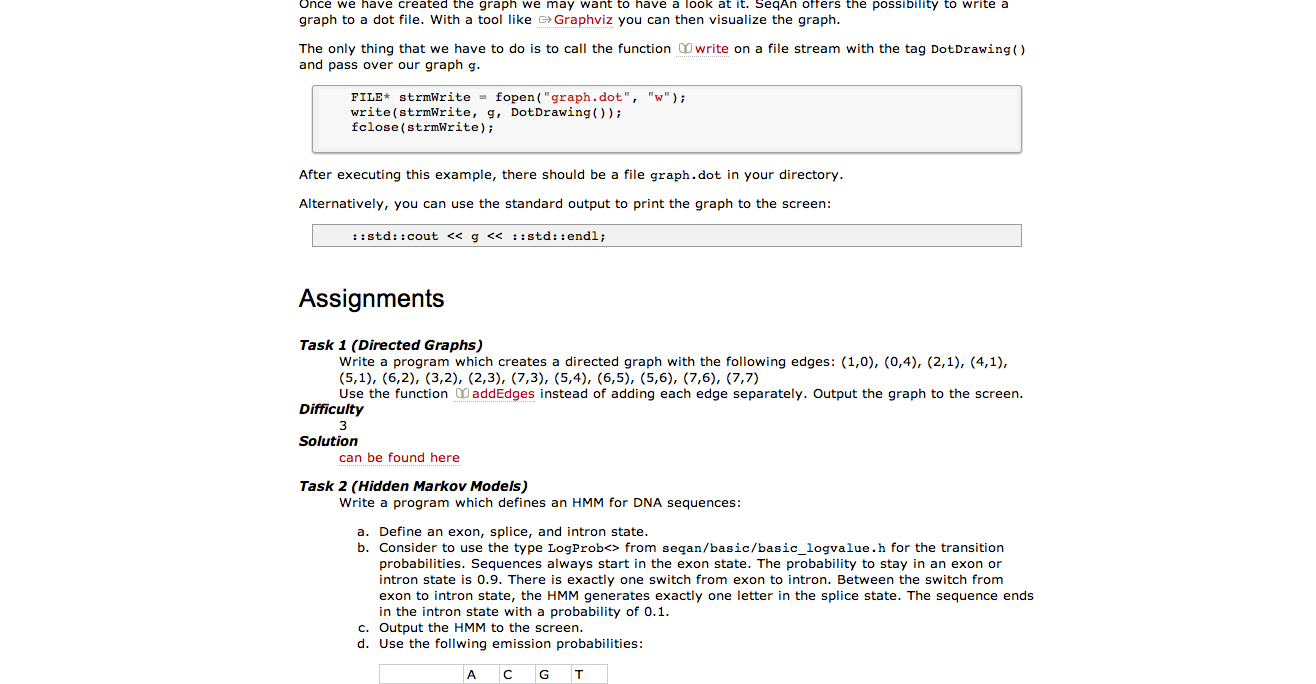 Once we have created the graph we may want to have a look at it. SeqAn offers the possibility to write a
graph to a dot file. With a tool like Graphviz you can then visualize the graph.
The only thing that we have to do is to call the function write on a file stream with the tag DotDrawing()
and pass over our graph g.
FILE* strmWrite = fopen("graph.dot", "w");
write(strmWrite, g, DotDrawing());
fclose(strmWrite);
After executing this example, there should be a file graph.dot in your directory.
Alternatively, you can use the standard output to print the graph to the screen:
::std::cout << g << ::std::endl;
Assignments
Task 1 (Directed Graphs)
Write a program which creates a directed graph with the following edges: (1,0), (0,4), (2,1), (4,1),
(5,1), (6,2), (3,2), (2,3), (7,3), (5,4), (6,5), (5,6), (7,6), (7,7)
Use the function addEdges instead of adding each edge separately. Output the graph to the screen.
Difficulty
3
Solution
can be found here
Task 2 (Hidden Markov Models)
Write a program which defines an HMM for DNA sequences:
a. Define an exon, splice, and intron state.
b. Consider to use the type LogProb<> from seqan/basic/basic_logvalue.h for the transition
probabilities. Sequences always start in the exon state. The probability to stay in an exon or
intron state is 0.9. There is exactly one switch from exon to intron. Between the switch from
exon to intron state, the HMM generates exactly one letter in the splice state. The sequence ends
in the intron state with a probability of 0.1.
c. Output the HMM to the screen.
d. Use the follwing emission probabilities:
A C G T